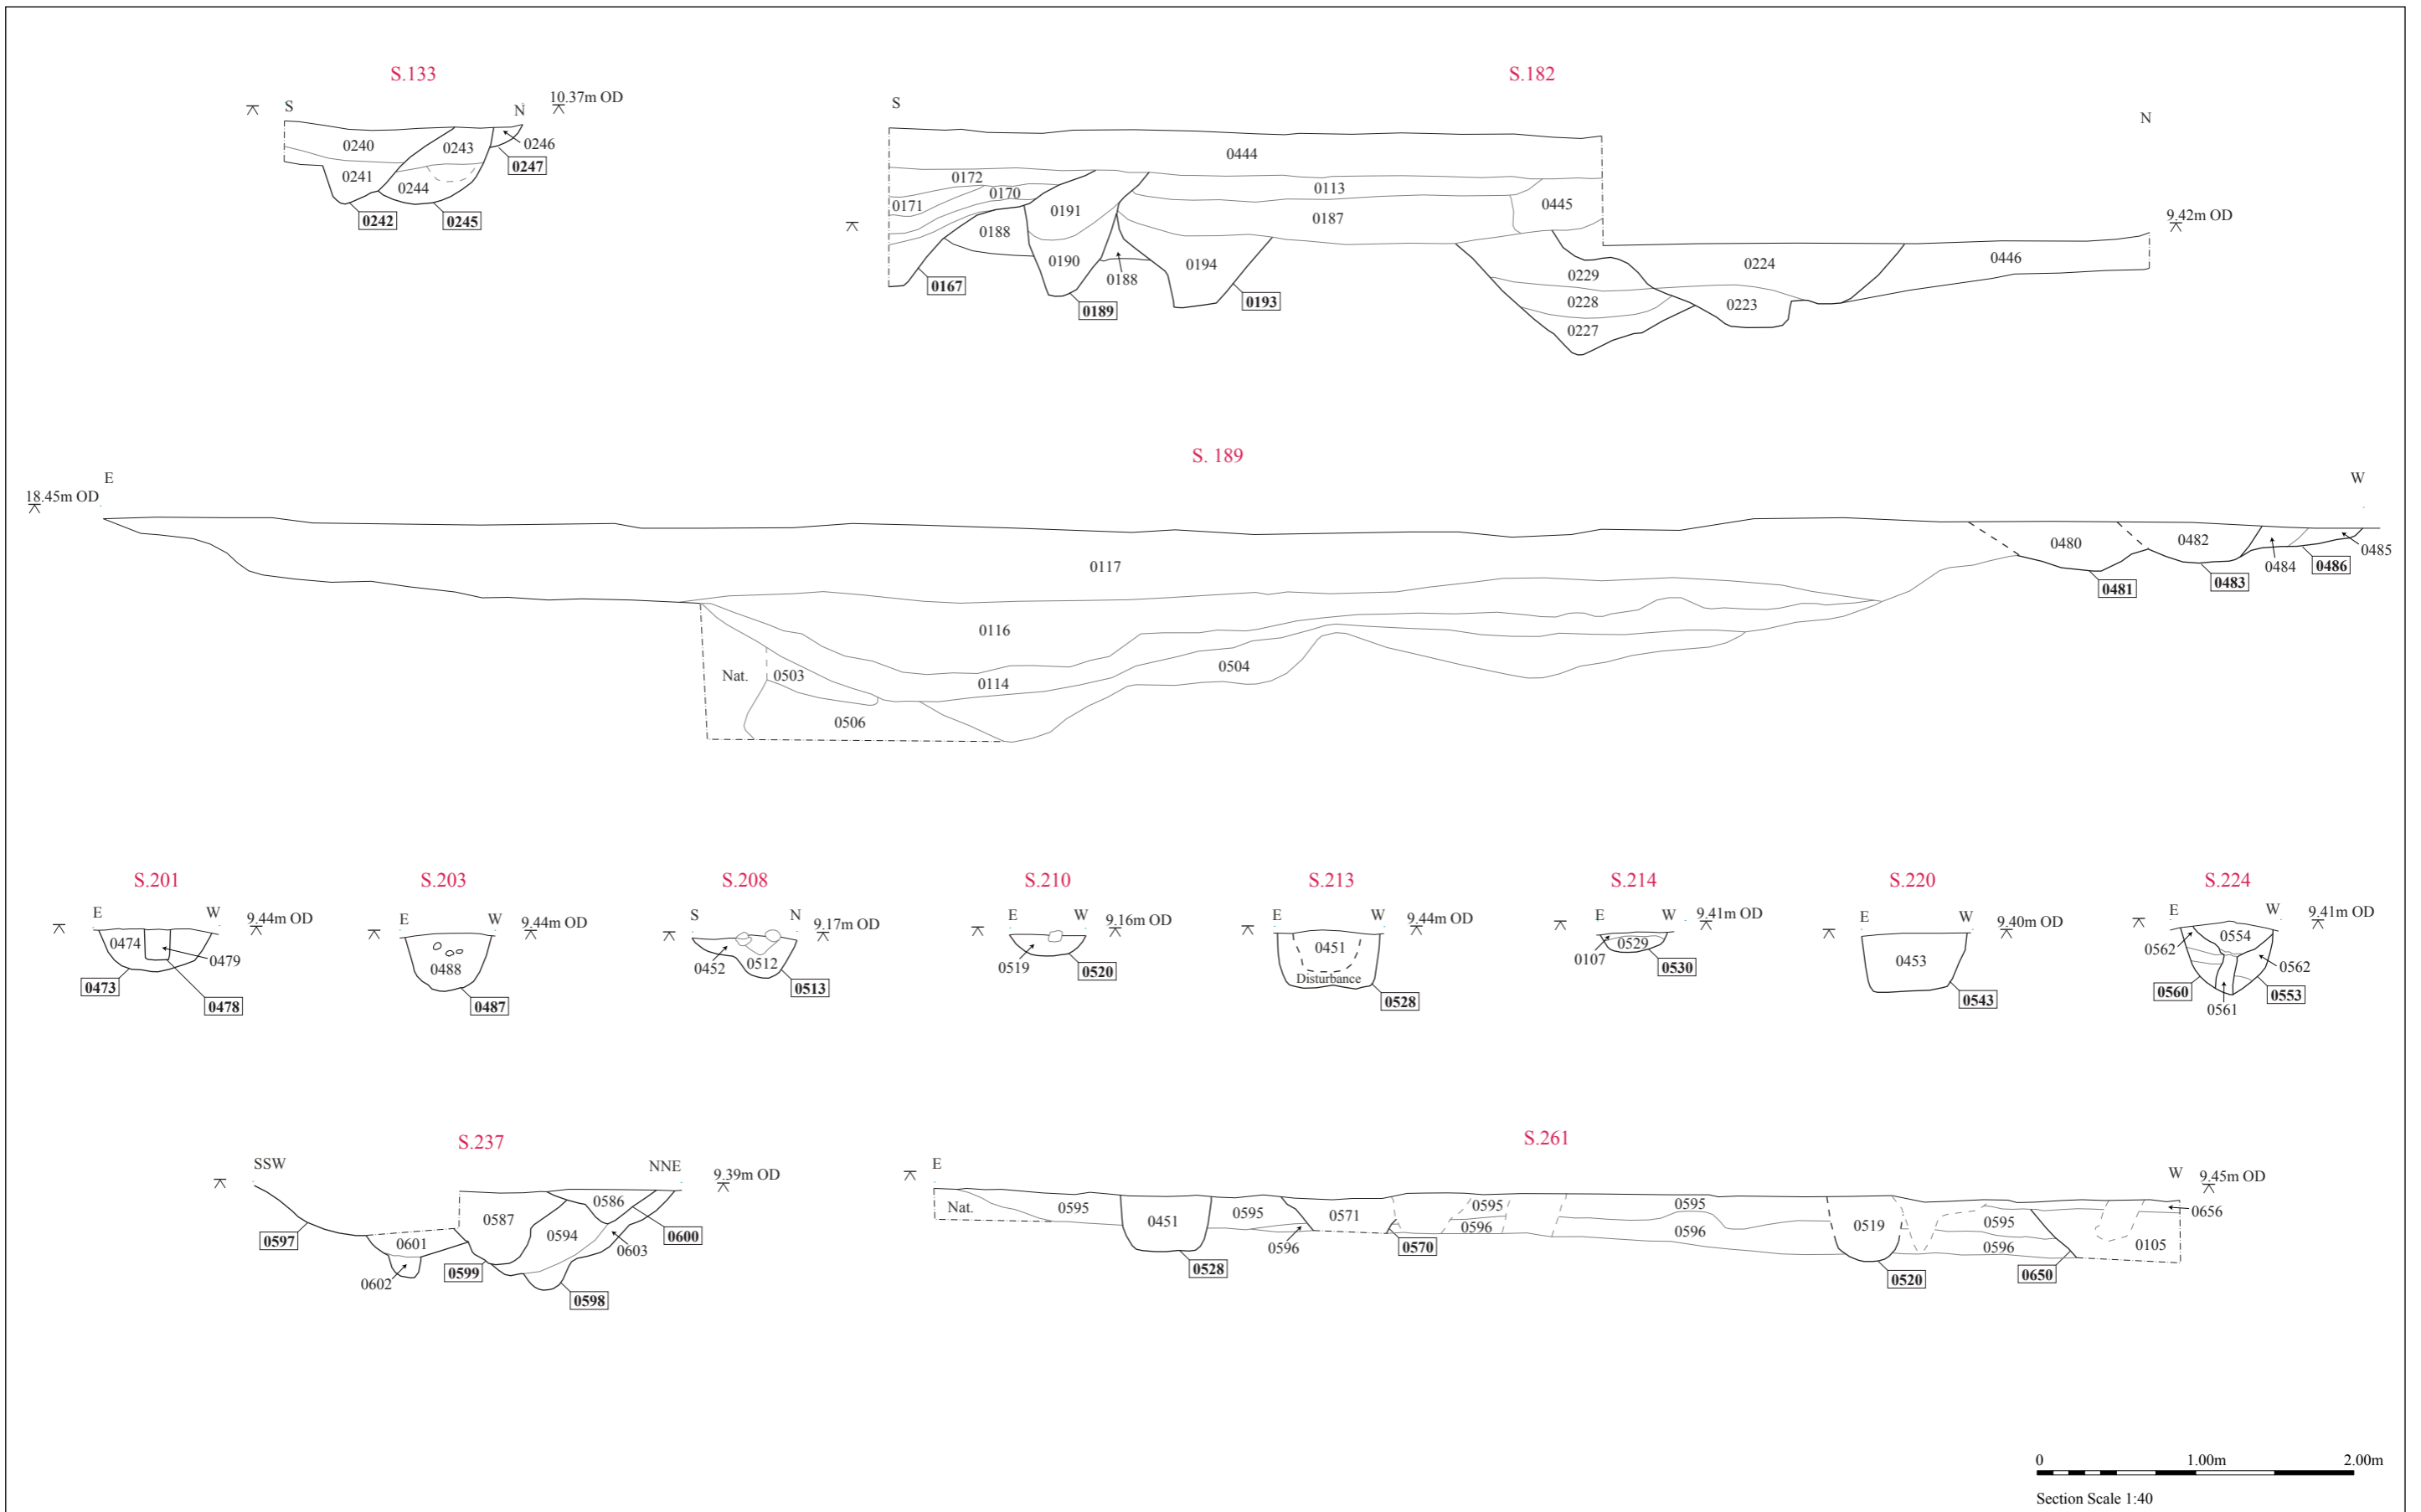 S.133
S
N
10.37m OD
0240
0243
0246
0247
0241
0244
0242
0245
S.182
S
N
0444
0172
0170
0113
0171
0191
0187
0445
9.42m OD
0188
0190
0188
0194
0229
0224
0446
0167
0189
0193
0228
0223
0227
S. 189
E
W
18.45m OD
0117
0480
0482
0484
0485
0481
0483
0486
0116
Nat.
0503
0504
0114
0506
S.201
E
W
9.44m OD
0474
0479
0473
0478
S.203
E
W
9.44m OD
0488
0487
S.208
S
N
9.17m OD
0452
0512
0513
S.210
E
W
9.16m OD
0519
0520
S.213
E
W
9.44m OD
0451
Disturbance
0528
S.214
E
W
9.41m OD
0529
0107
0530
S.220
E
W
9.40m OD
0453
0543
S.224
E
W
9.41m OD
0554
0562
0562
0560
0553
0561
S.237
SSW
NNE
9.39m OD
0586
0587
0594
0597
0601
0603
0600
0602
0599
0598
S.261
E
W
9.45m OD
Nat.
0595
0451
0595
0571
0595
0595
0519
0595
0656
0596
0596
0596
0596
0105
0570
0528
0520
0650
0 1.00m 2.00m
Section Scale 1:40